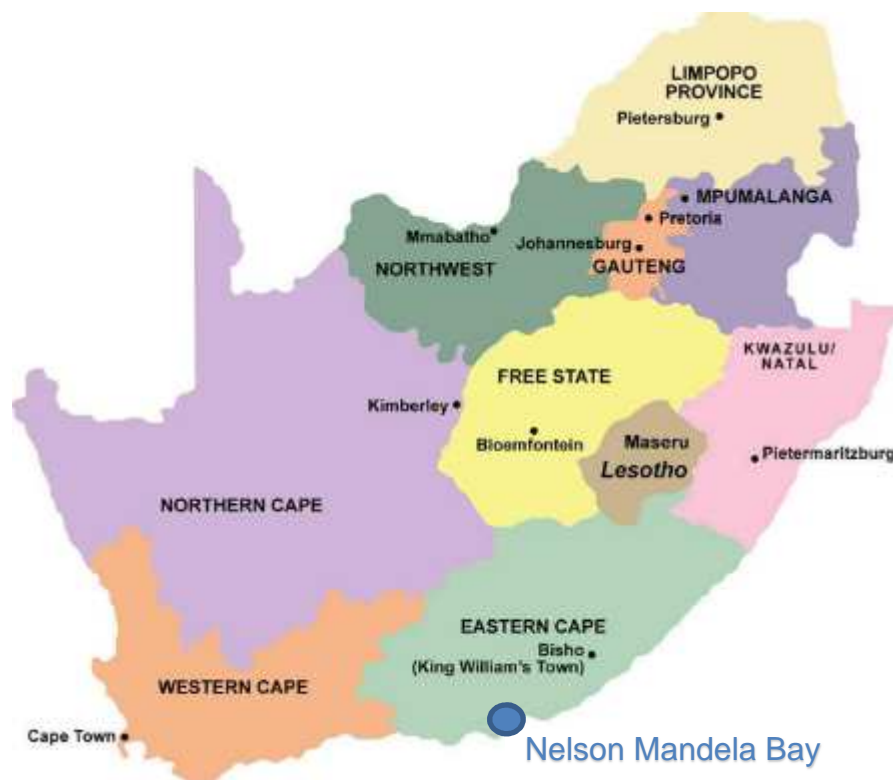 LIMPOPO
PROVINCE
Pietersburg
MPUMALANGA
Pretoria
Mmabatho
Johannesburg
NORTHWEST
GAUTENG
KWAZULU/
NATAL
FREE STATE
Kimberley
Bloemfontein
Maseru
Lesotho
Pietermaritzburg
NORTHERN CAPE
EASTERN CAPE
Bisho
(King William's Town)
WESTERN CAPE
Cape Town
Nelson Mandela Bay